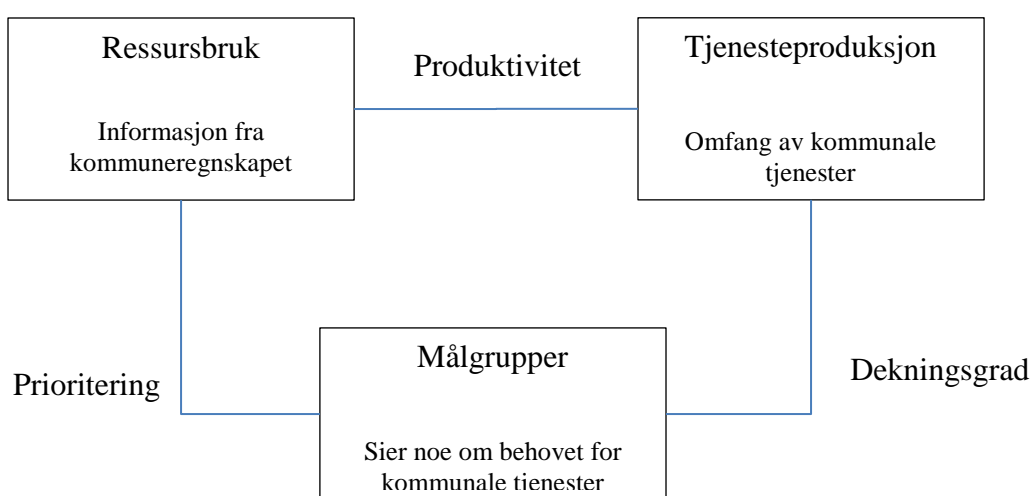 Ressursbruk
Informasjon fra
kommuneregnskapet
Produktivitet
Tjenesteproduksjon
Omfang av kommunale
tjenester
Prioritering
Målgrupper
Sier noe om behovet for
kommunale tjenester
Dekningsgrad